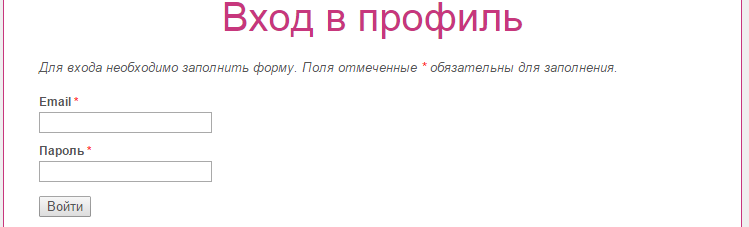 Вход в профиль
Для входа необходимо заполнить форму. Поля отмеченные * обязательны для заполнения.
Email *
Пароль *
Войти